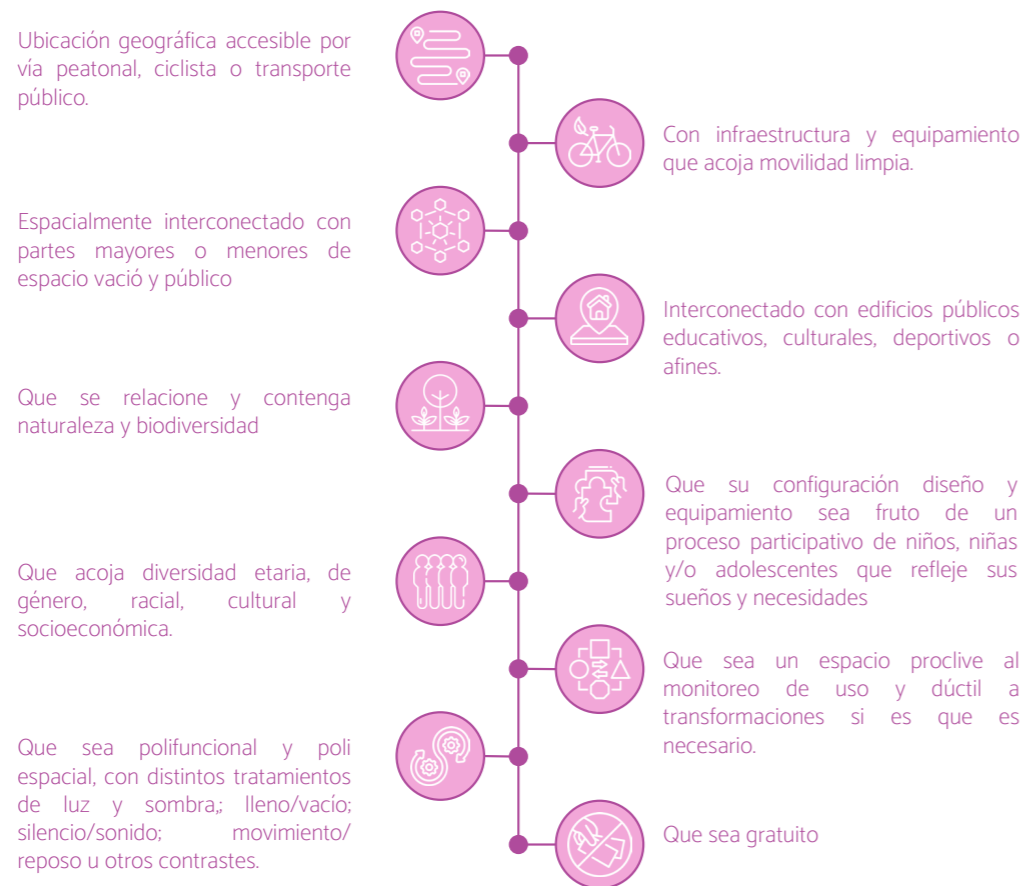 Ubicación geográfica accesible por
vía peatonal, ciclista o transporte
público.
Con infraestructura y equipamiento
que acoja movilidad limpia.
Espacialmente interconectado con
partes mayores o menores de
espacio vació y público
Interconectado con edificios públicos
educativos, culturales, deportivos o
afines.
Que se relacione y contenga
naturaleza y biodiversidad
Que su configuración diseño y
equipamiento sea fruto de un
proceso participativo de niños, niñas
y/o adolescentes que refleje sus
sueños y necesidades
Que acoja diversidad etaria, de
género, racial, cultural y
socioeconómica.
Que sea un espacio proclive al
monitoreo de uso y dúctil a
transformaciones si es que es
necesario.
Que sea polifuncional y poli
espacial, con distintos tratamientos
de luz y sombra,; lleno/vacío;
silencio/sonido; movimiento/
reposo u otros contrastes.
Que sea gratuito